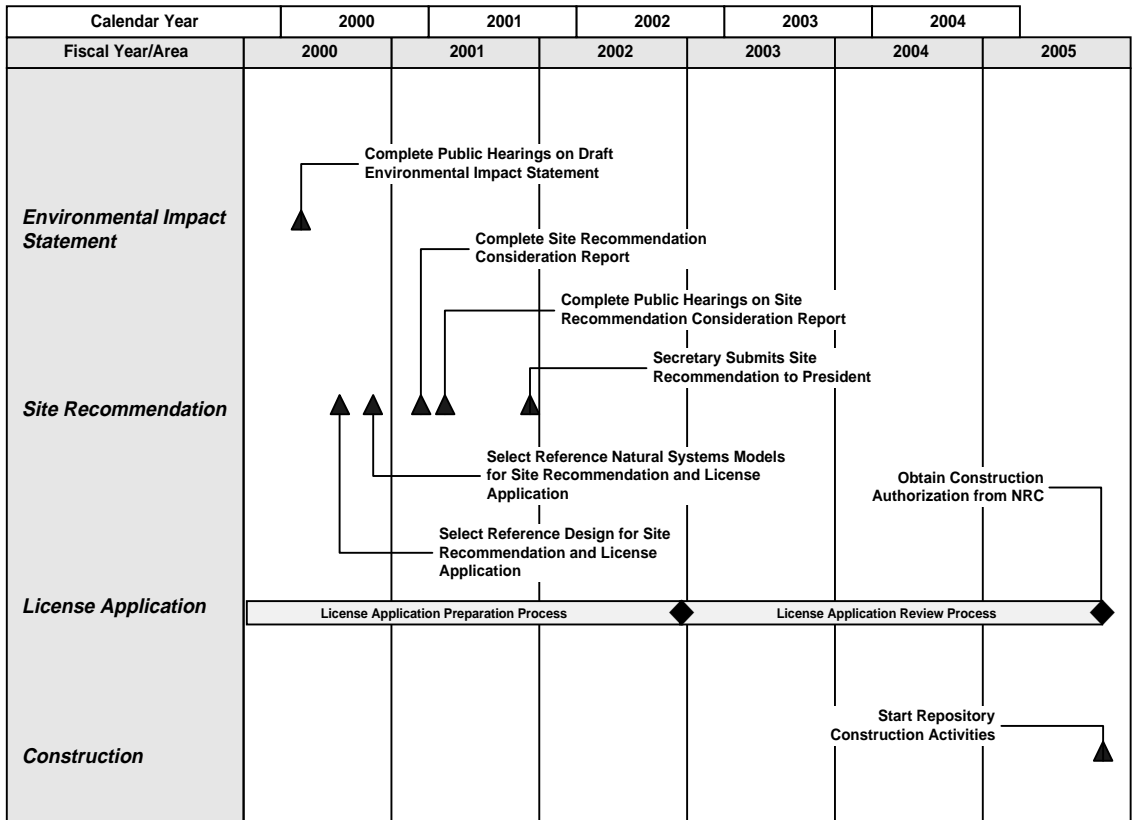 Calendar Year 2000 2001 2002 2003 2004
Fiscal Year/Area 2000 2001 2002 2003 2004 2005
Complete Public Hearings on Draft
Environmental Impact Statement
Environmental Impact
Statement
Complete Site Recommendation
Consideration Report
Complete Public Hearings on Site
Recommendation Consideration Report
Secretary Submits Site
Recommendation to President
Site Recommendation
Select Reference Natural Systems Models
for Site Recommendation and License
Application
Obtain Construction
Authorization from NRC
Select Reference Design for Site
Recommendation and License
Application
License Application
License Application Preparation Process
License Application Review Process
Start Repository
Construction Activities
Construction